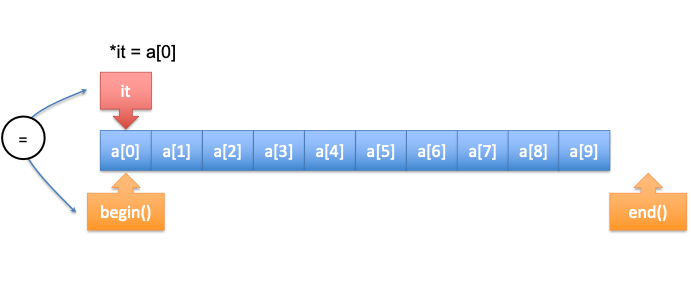 *it = a[0]
it
=
a[0] a[1] a[2] a[3] a[4] a[5] a[6] a[7] a[8] a[9]
begin() end()